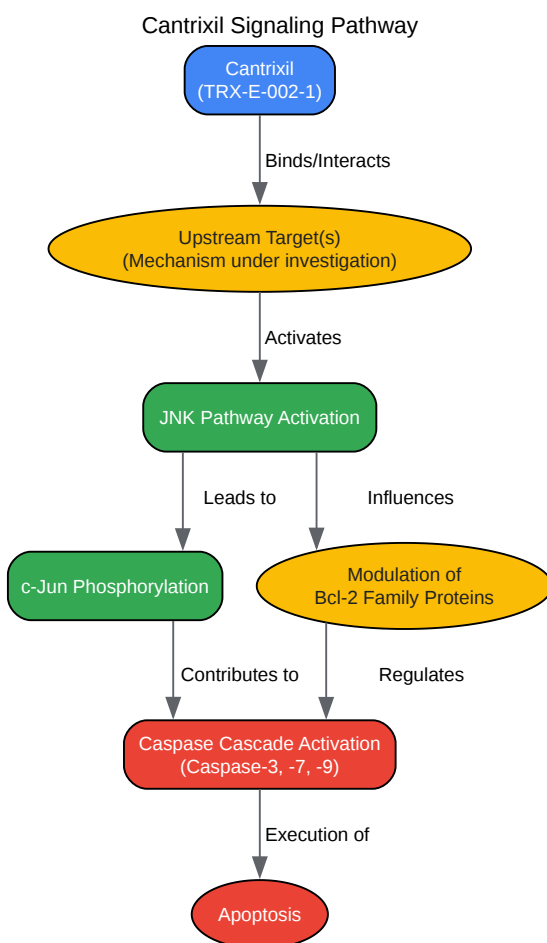 Cantrixil Signaling Pathway
Cantrixil
(TRX-E-002-1)
Binds/Interacts
Upstream Target(s)
(Mechanism under investigation)
Activates
JNK Pathway Activation
Leads to
Influences
c-Jun Phosphorylation
Modulation of
Bcl-2 Family Proteins
Contributes to
Regulates
Caspase Cascade Activation
(Caspase-3, -7, -9)
Execution of
Apoptosis